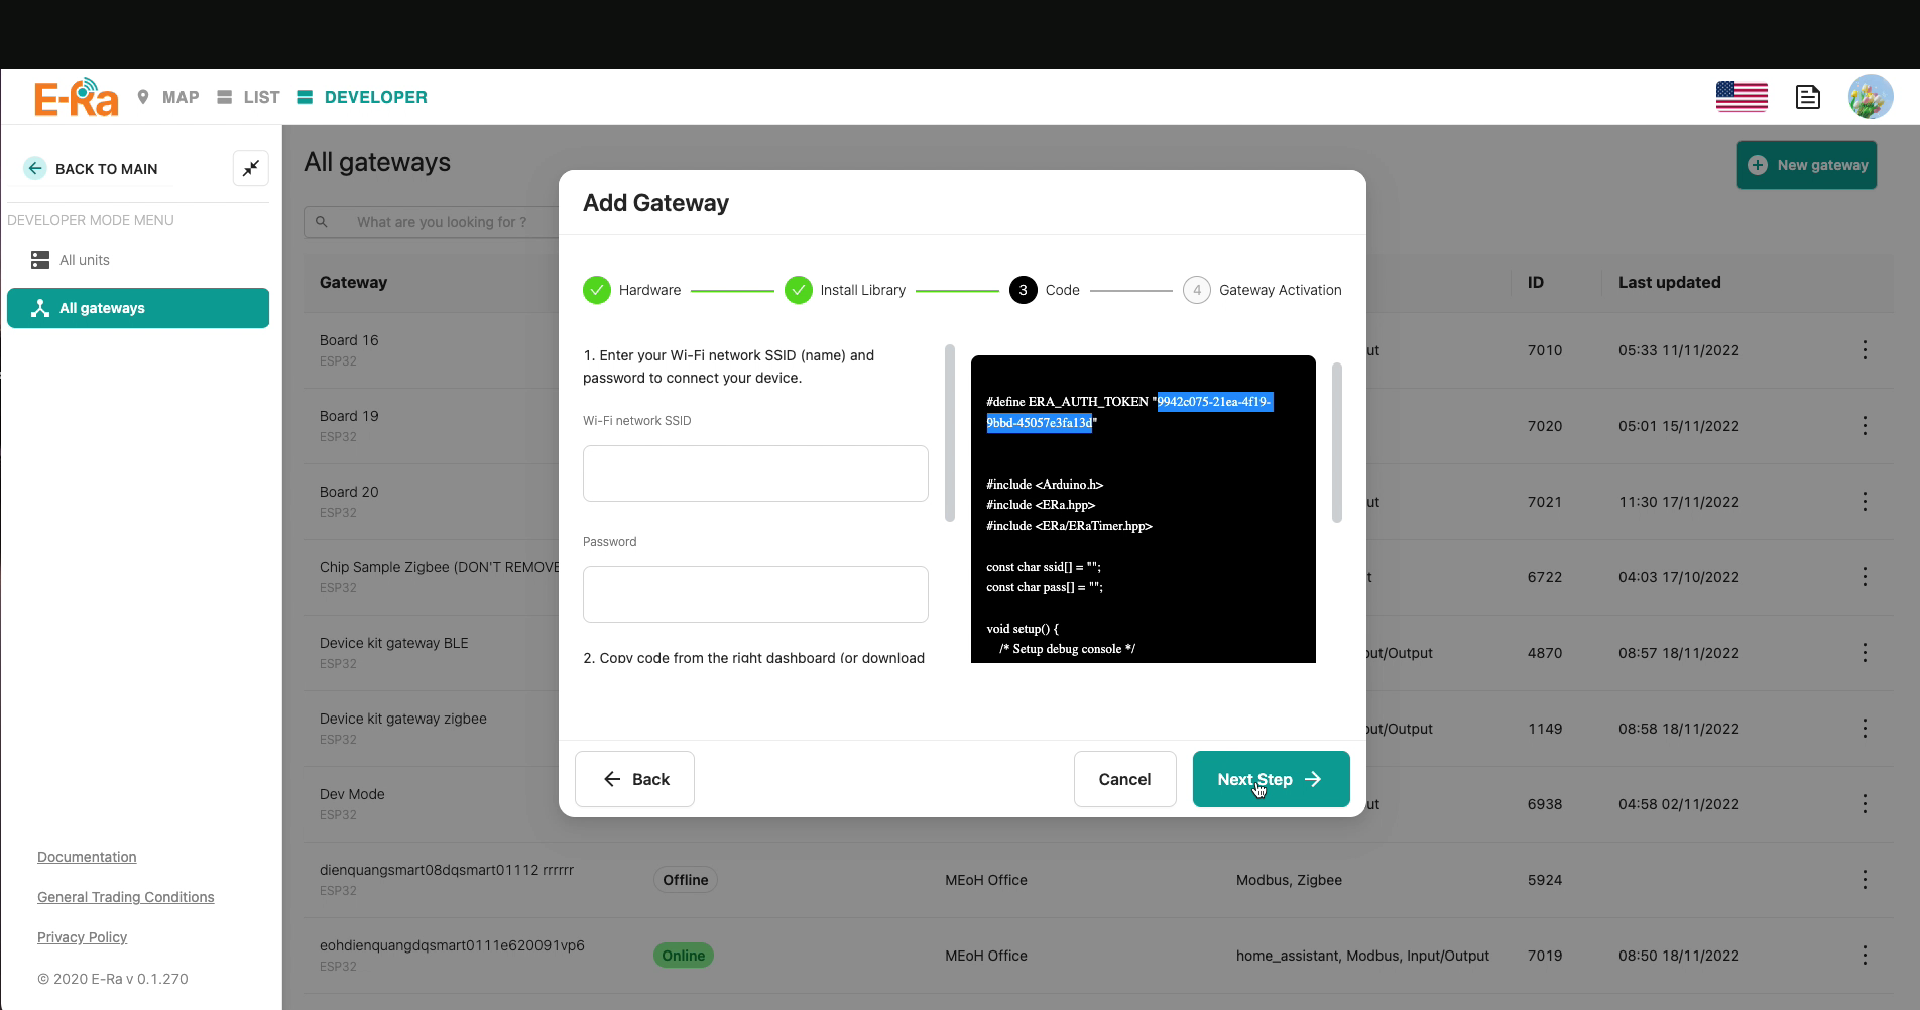 E-Ra
MAP
LIST
DEVELOPER
BACK TO MAIN
DEVELOPER MODE MENU
All units
All gateways
Documentation
General Trading Conditions
Privacy Policy
© 2020 E-Ra v 0.1.270
All gateways
New gateway
What are you looking for ?
Gateway
ID
Last updated
Board 16
ESP32
ut
7010
05:33 11/11/2022
Board 19
ESP32
7020
05:01 15/11/2022
Board 20
ESP32
ut
7021
11:30 17/11/2022
Chip Sample Zigbee (DON'T REMOVE
ESP32
t
6722
04:03 17/10/2022
Device kit gateway BLE
ESP32
out/Output
4870
08:57 18/11/2022
Device kit gateway zigbee
ESP32
out/Output
1149
08:58 18/11/2022
Dev Mode
ESP32
ut
6938
04:58 02/11/2022
dienquangsmart08dqsmart01112 rrrrrr
ESP32
Offline
MEoH Office
Modbus, Zigbee
5924
eohdienquangdqsmart0111e620091vp6
ESP32
Online
MEoH Office
home_assistant, Modbus, Input/Output
7019
08:50 18/11/2022
Add Gateway
Hardware
Install Library
3 Code
4 Gateway Activation
1. Enter your Wi-Fi network SSID (name) and
password to connect your device.
Wi-Fi network SSID
Password
2. Copy code from the right dashboard (or download
#define ERA_AUTH_TOKEN "9942c075-21ea-4f19-
9bbd-45057e3fa13d"
#include <Arduino.h>
#include <ERa.hpp>
#include <ERa/ERaTimer.hpp>
const char ssid[] = "";
const char pass[] = "";
void setup() {
/* Setup debug console */
Back
Cancel
Next Step